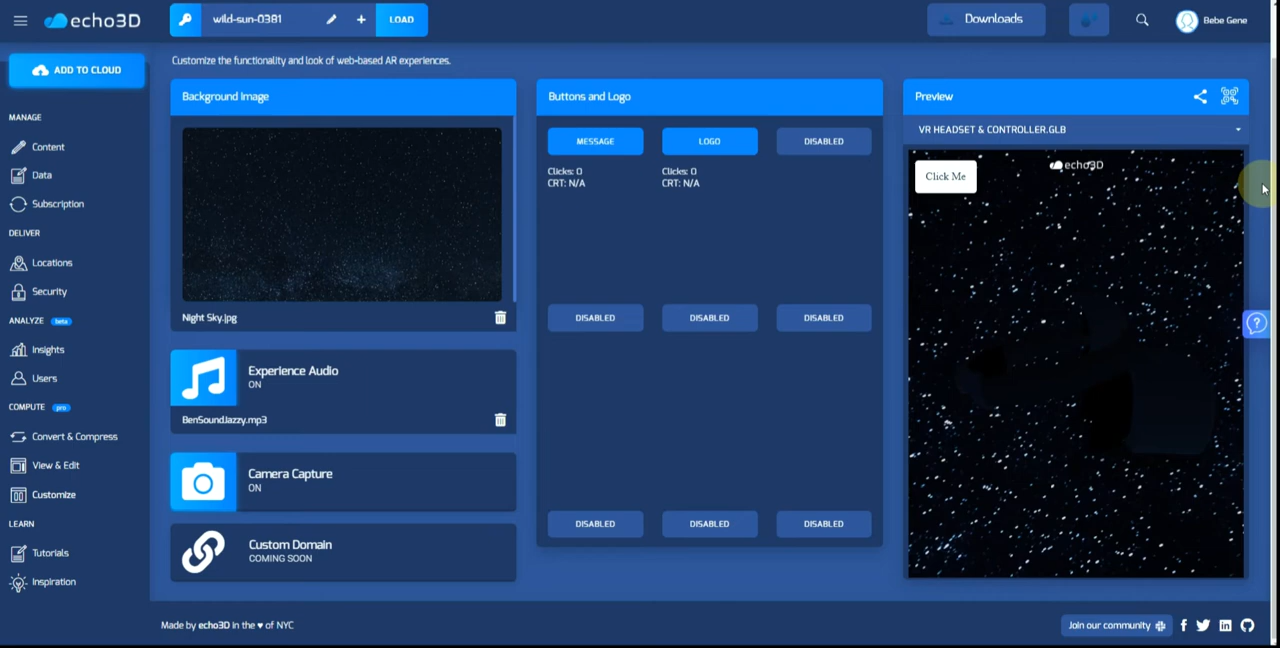 echo3D
wild-sun-0381
LOAD
Downloads
Bebe Gene
ADD TO CLOUD
MANAGE
Content
Data
Subscription
DELIVER
Locations
Security
ANALYZE beta
Insights
Users
COMPUTE pro
Convert & Compress
View & Edit
Customize
LEARN
Tutorials
Inspiration
Customize the functionality and look of web-based AR experiences.
Background Image
Night Sky.jpg
Experience Audio
ON
BenSoundJazzy.mp3
Camera Capture
ON
Custom Domain
COMING SOON
Buttons and Logo
MESSAGE LOGO DISABLED
Clicks: 0 Clicks: 0
CRT: N/A CRT: N/A
DISABLED DISABLED DISABLED
DISABLED DISABLED DISABLED
Preview
VR HEADSET & CONTROLLER.GLB
echo3D
Click Me
Made by echo3D in the ♥ of NYC
Join our community